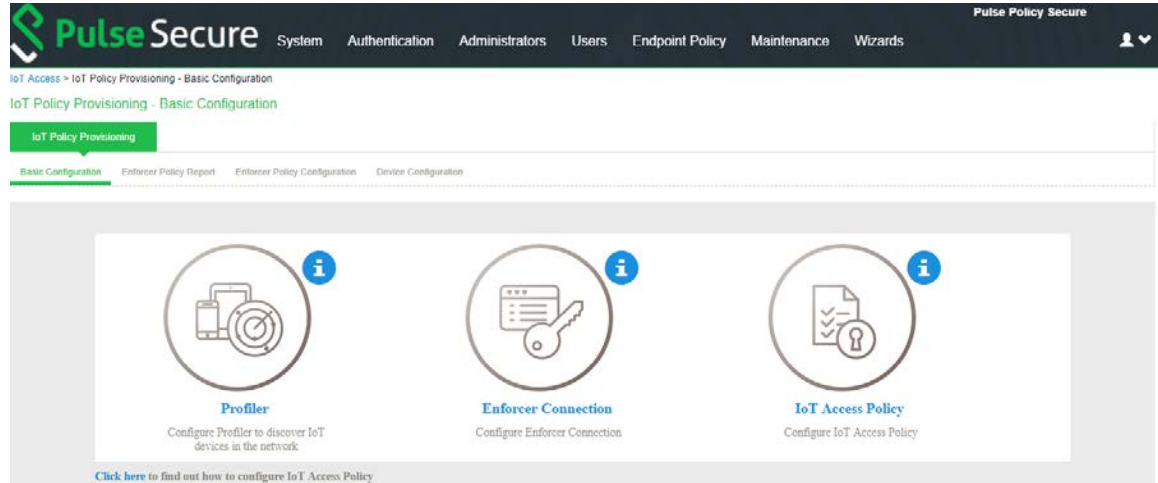 Pulse Policy Secure
Pulse Secure System Authentication Administrators Users Endpoint Policy Maintenance Wizards
IoT Access > IoT Policy Provisioning - Basic Configuration
IoT Policy Provisioning - Basic Configuration
IoT Policy Provisioning
Basic Configuration Enforcer Policy Report Enforcer Policy Configuration Device Configuration
i i i
Profiler Enforcer Connection IoT Access Policy
Configure Profiler to discover IoT Configure Enforcer Connection Configure IoT Access Policy
devices in the network
Click here to find out how to configure IoT Access Policy